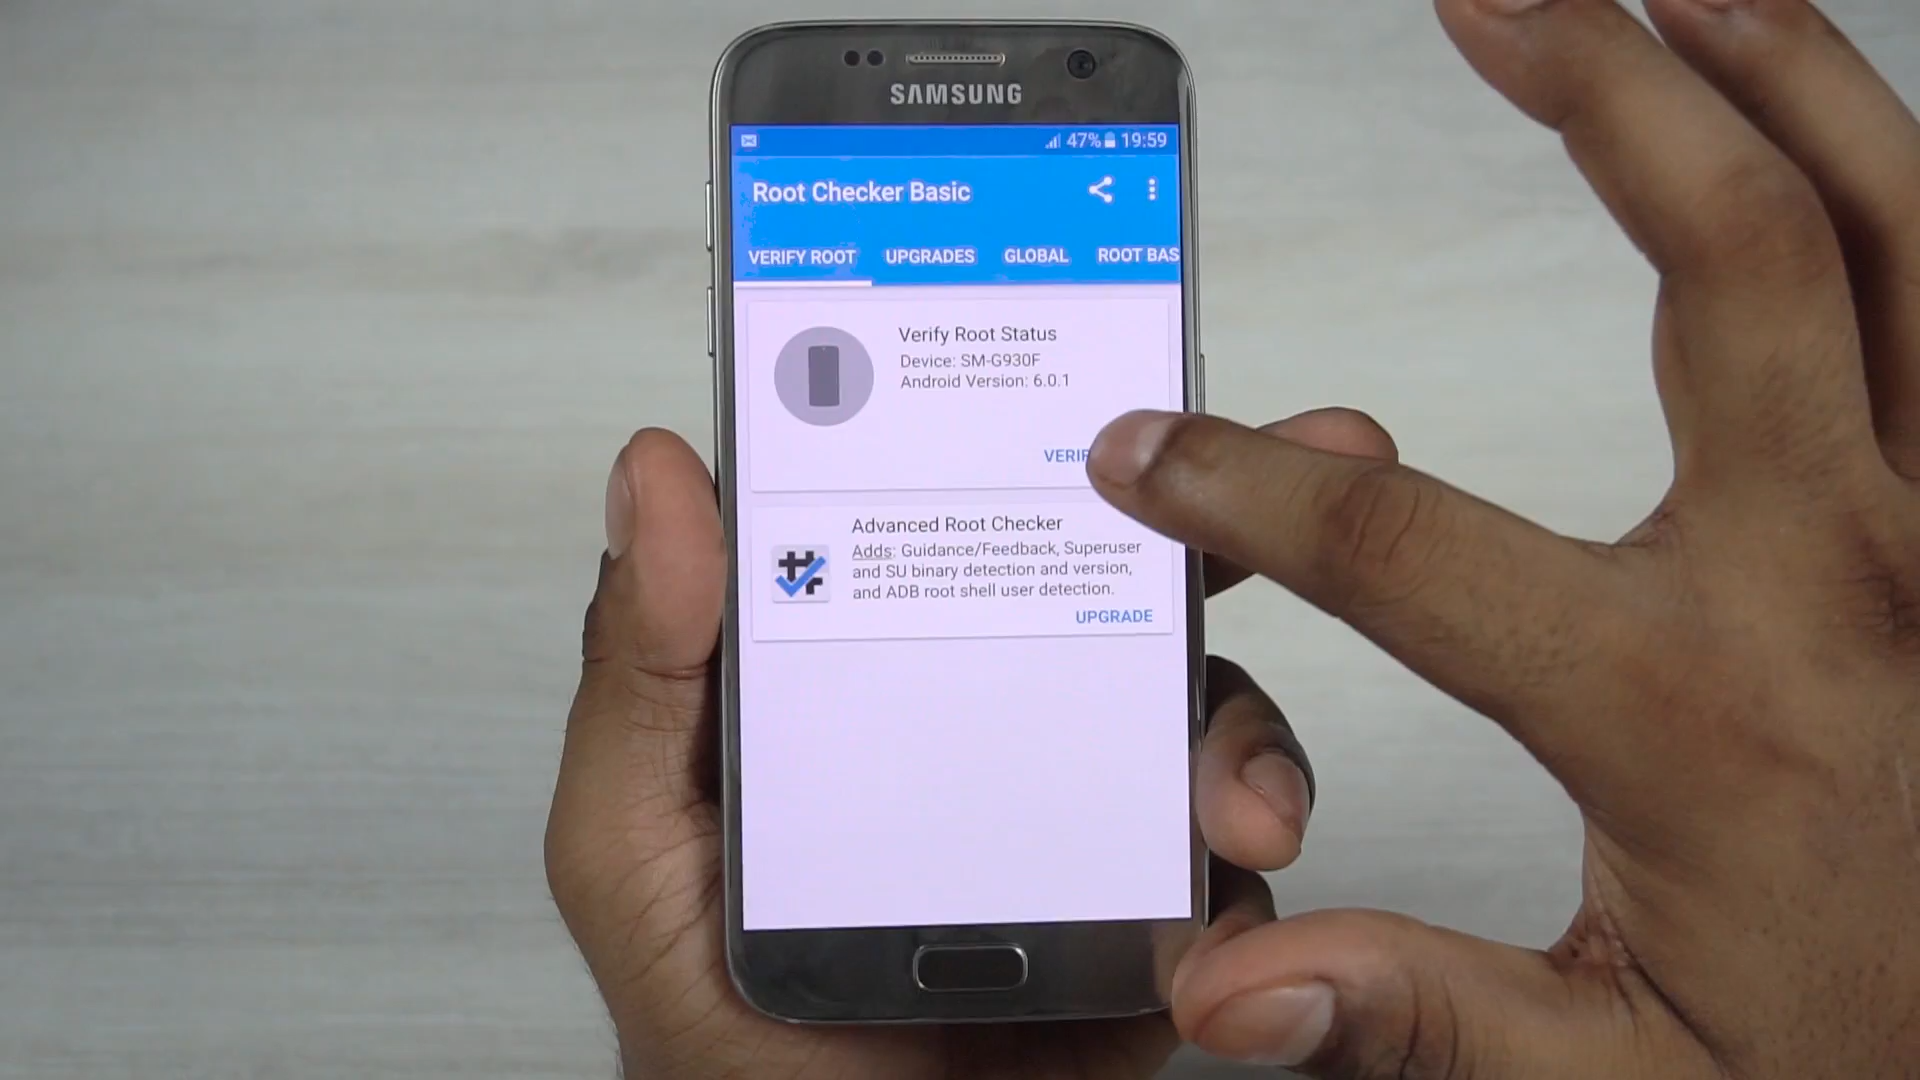 SAMSUNG
47% 19:59
Root Checker Basic
VERIFY ROOT UPGRADES GLOBAL ROOT BAS
Verify Root Status
Device: SM-G930F
Android Version: 6.0.1
VERIF
Advanced Root Checker
Adds: Guidance/Feedback, Superuser
and SU binary detection and version,
and ADB root shell user detection.
UPGRADE